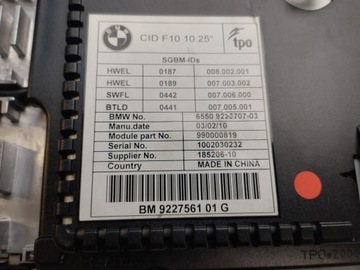 BMW
CID F10 10.25" tpo
SGBM-IDs
HWEL 0187 006.002.001
HWEL 0189 007.003.002
SWFL 0442 007.006.000
BTLD 0441 007.005.001
BMW No.
Manu.date 03/02/10
Module part No. 990000819
Serial No. 1002030232
Supplier No. 185206-10
Country MADE IN CHINA
BM 9227561 01 G